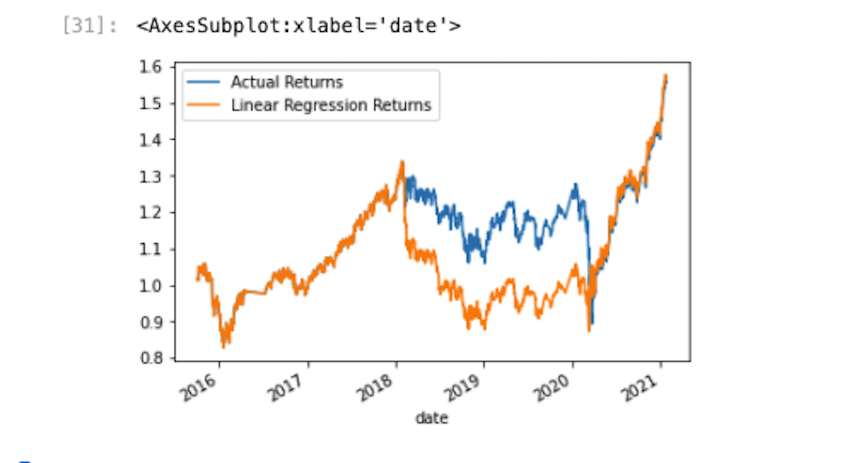 [31]: <AxesSubplot:xlabel='date'>
Actual Returns
Linear Regression Returns
1.6
1.5
1.4
1.3
1.2
1.1
1.0
0.9
0.8
2016 2017 2018 2019 2020 2021
date